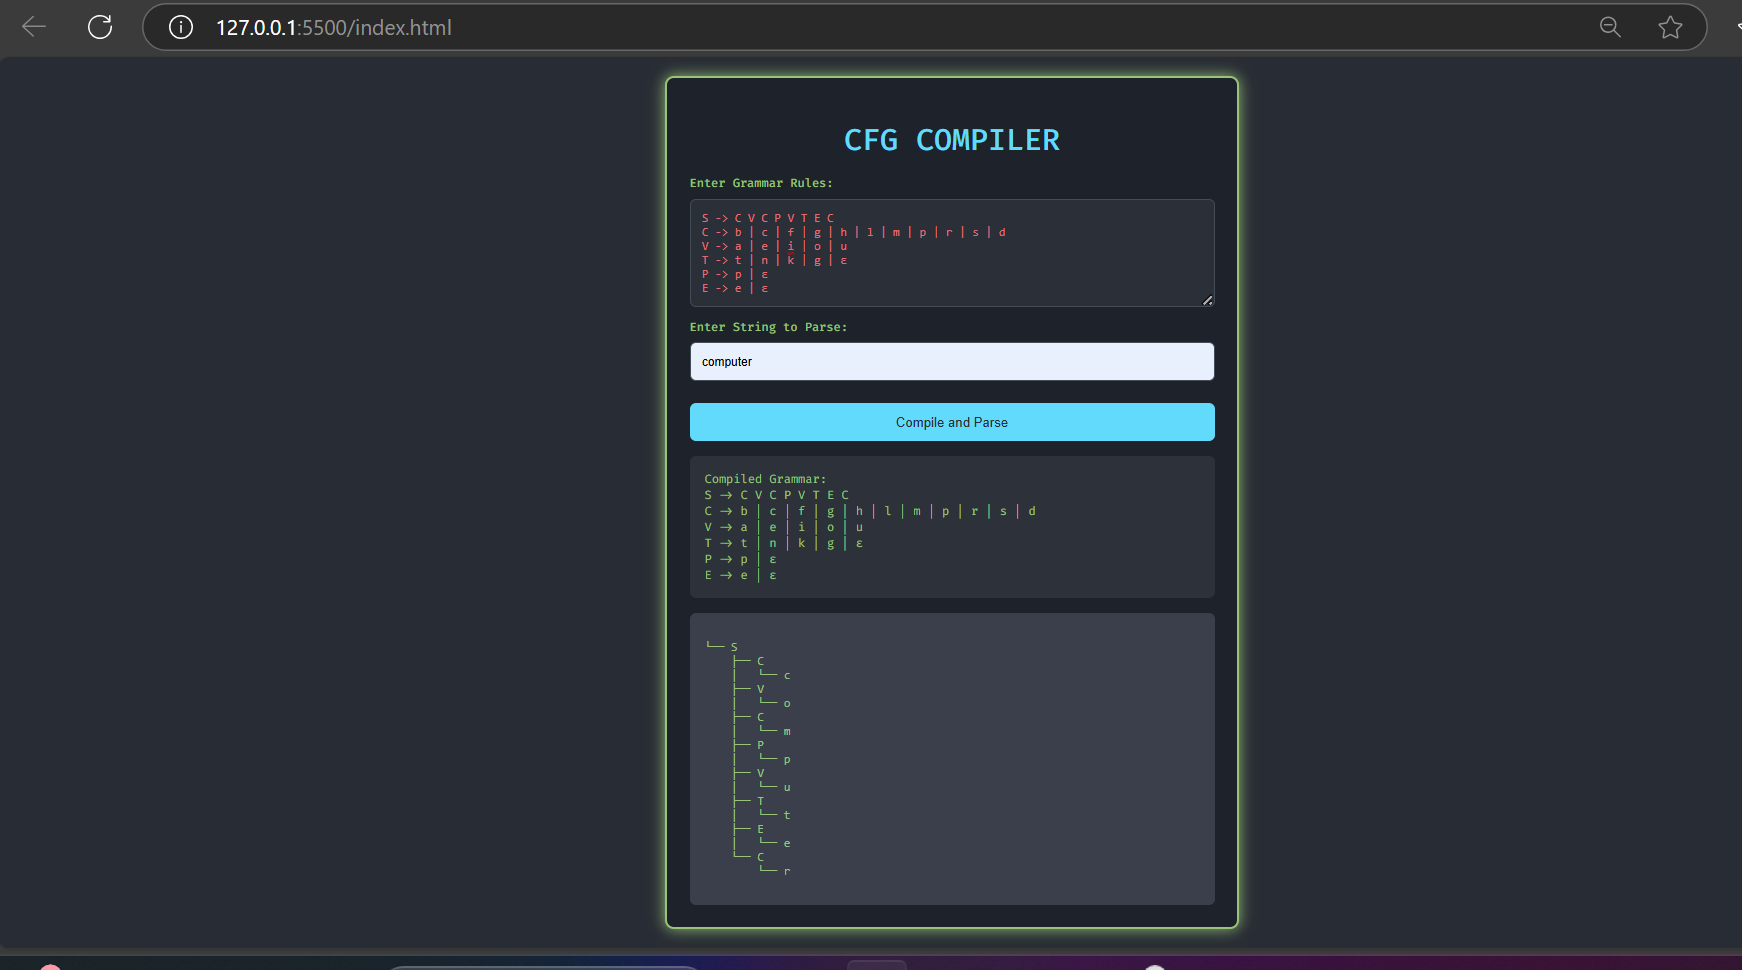 127.0.0.1:5500/index.html
CFG COMPILER
Enter Grammar Rules:
S -> C V C P V T E C
C -> b | c | f | g | h | l | m | p | r | s | d
V -> a | e | i | o | u
T -> t | n | k | g | ε
P -> p | ε
E -> e | ε
Enter String to Parse:
computer
Compile and Parse
Compiled Grammar:
S → C V C P V T E C
C → b | c | f | g | h | l | m | p | r | s | d
V → a | e | i | o | u
T → t | n | k | g | ε
P → p | ε
E → e | ε
└── S
    ├── C
    │   └── c
    ├── V
    │   └── o
    ├── C
    │   └── m
    ├── P
    │   └── p
    ├── V
    │   └── u
    ├── T
    │   └── t
    ├── E
    │   └── e
    └── C
        └── r